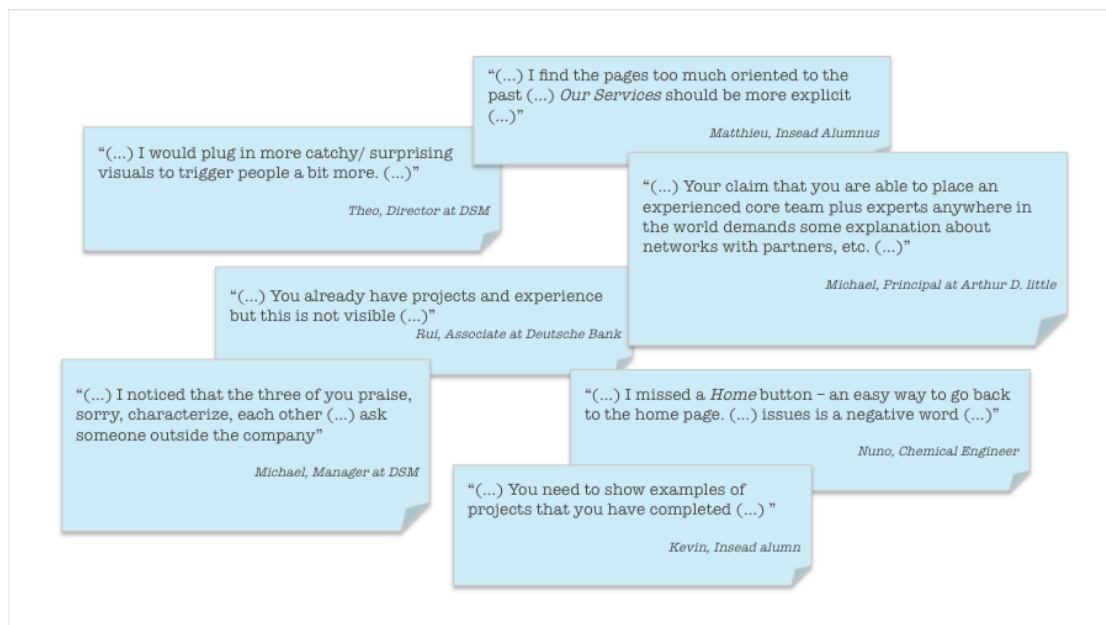 “(...) I find the pages too much oriented to the
past (...) Our Services should be more explicit
(...)”
Matthieu, Insead Alumnus
“(...) I would plug in more catchy/ surprising
visuals to trigger people a bit more. (...)”
Theo, Director at DSM
“(...) Your claim that you are able to place an
experienced core team plus experts anywhere in
the world demands some explanation about
networks with partners, etc. (...)”
Michael, Principal at Arthur D. little
“(...) You already have projects and experience
but this is not visible (...)”
Rui, Associate at Deutsche Bank
“(...) I noticed that the three of you praise,
sorry, characterize, each other (...) ask
someone outside the company”
Michael, Manager at DSM
“(...) I missed a Home button – an easy way to go back
to the home page. (...) issues is a negative word (...)”
Nuno, Chemical Engineer
“(...) You need to show examples of
projects that you have completed (...) ”
Kevin, Insead alumn